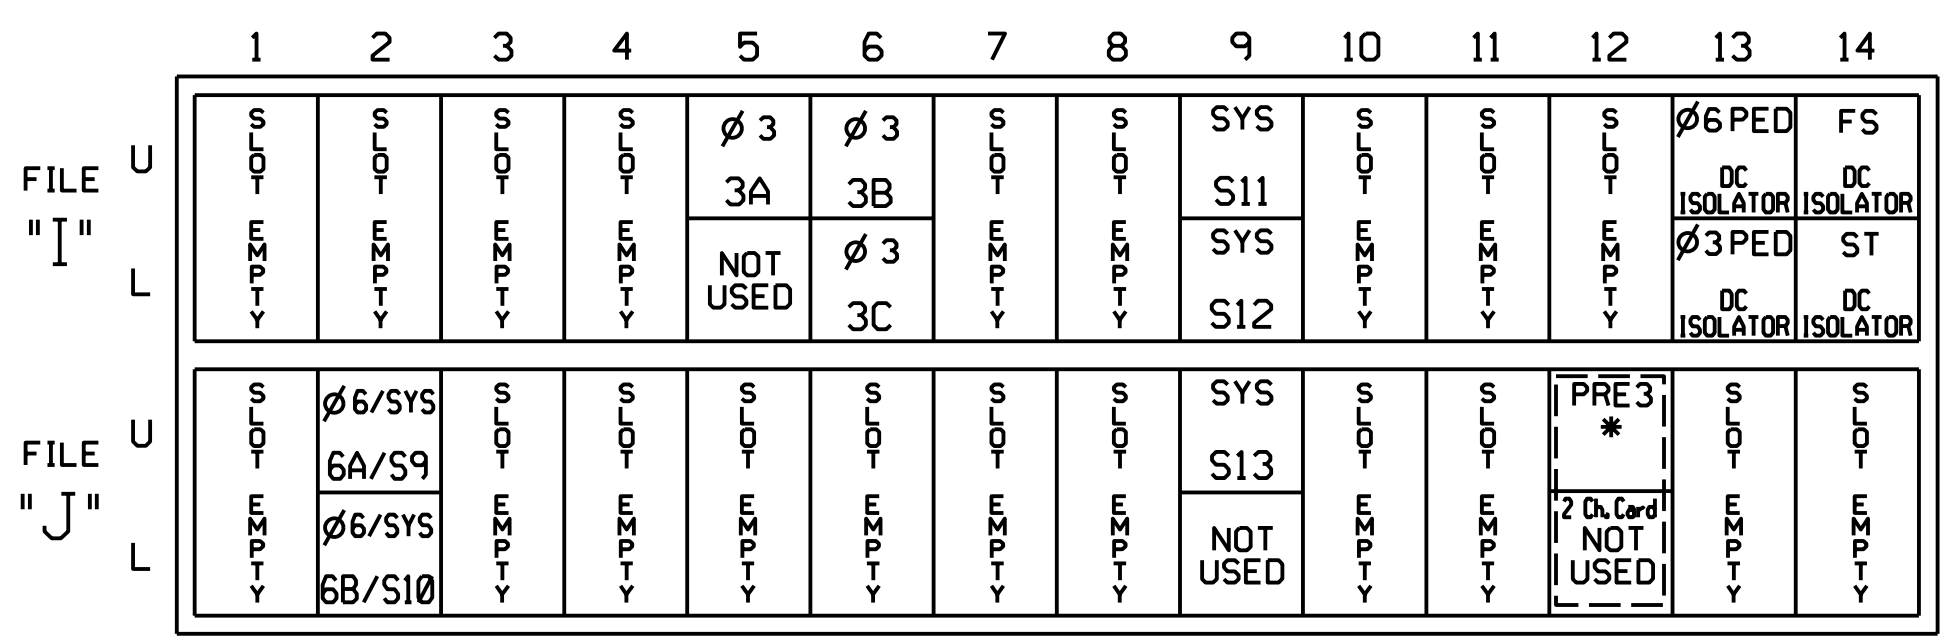 1 2 3 4 5 6 7 8 9 10 11 12 13 14
FILE "I"
U
L
SLOT EMPTY
SLOT EMPTY
SLOT EMPTY
SLOT EMPTY
Ø 3
3A
NOT
USED
Ø 3
3B
Ø 3
3C
SLOT EMPTY
SLOT EMPTY
SYS
S11
SYS
S12
SLOT EMPTY
SLOT EMPTY
SLOT EMPTY
Ø6 PED
DC
ISOLATOR
Ø3 PED
DC
ISOLATOR
FS
DC
ISOLATOR
ST
DC
ISOLATOR
FILE
"J"
U
L
SLOT EMPTY
Ø6/SYS
6A/S9
Ø6/SYS
6B/S10
SLOT EMPTY
SLOT EMPTY
SLOT EMPTY
SLOT EMPTY
SLOT EMPTY
SLOT EMPTY
SYS
S13
NOT
USED
SLOT EMPTY
SLOT EMPTY
PRE3
*
2 Ch. Card
NOT
USED
SLOT EMPTY
SLOT EMPTY